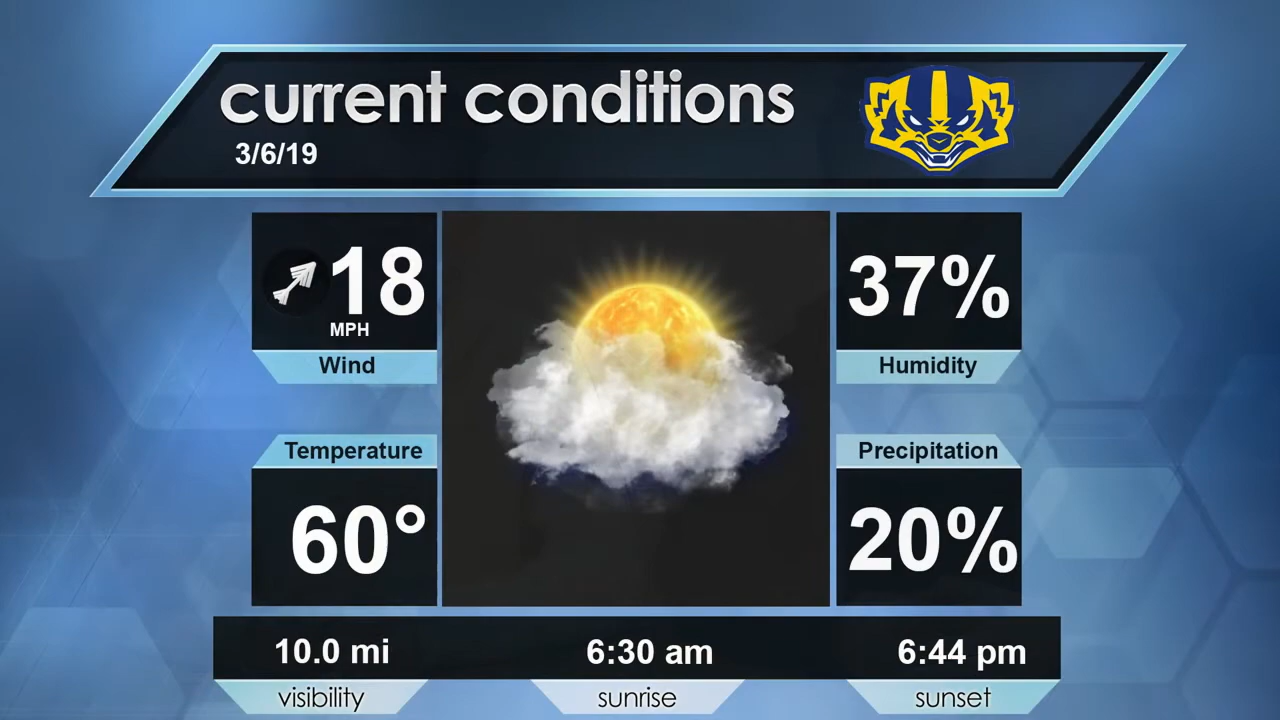 current conditions
3/6/19
18
MPH
Wind
37%
Humidity
Temperature
60°
Precipitation
20%
10.0 mi
visibility
6:30 am
sunrise
6:44 pm
sunset